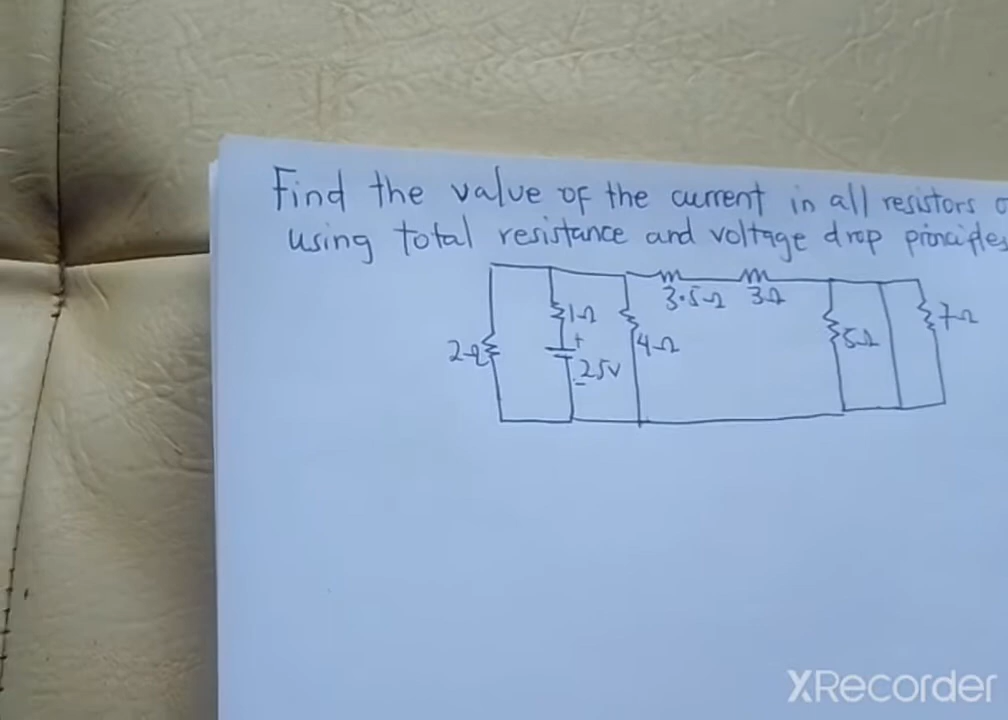 Find the value of the current in all resistors
using total resistance and voltage drop principles
3.5Ω 3Ω
1Ω 7Ω
2Ω + 4Ω 5Ω
- 25V
XRecorder